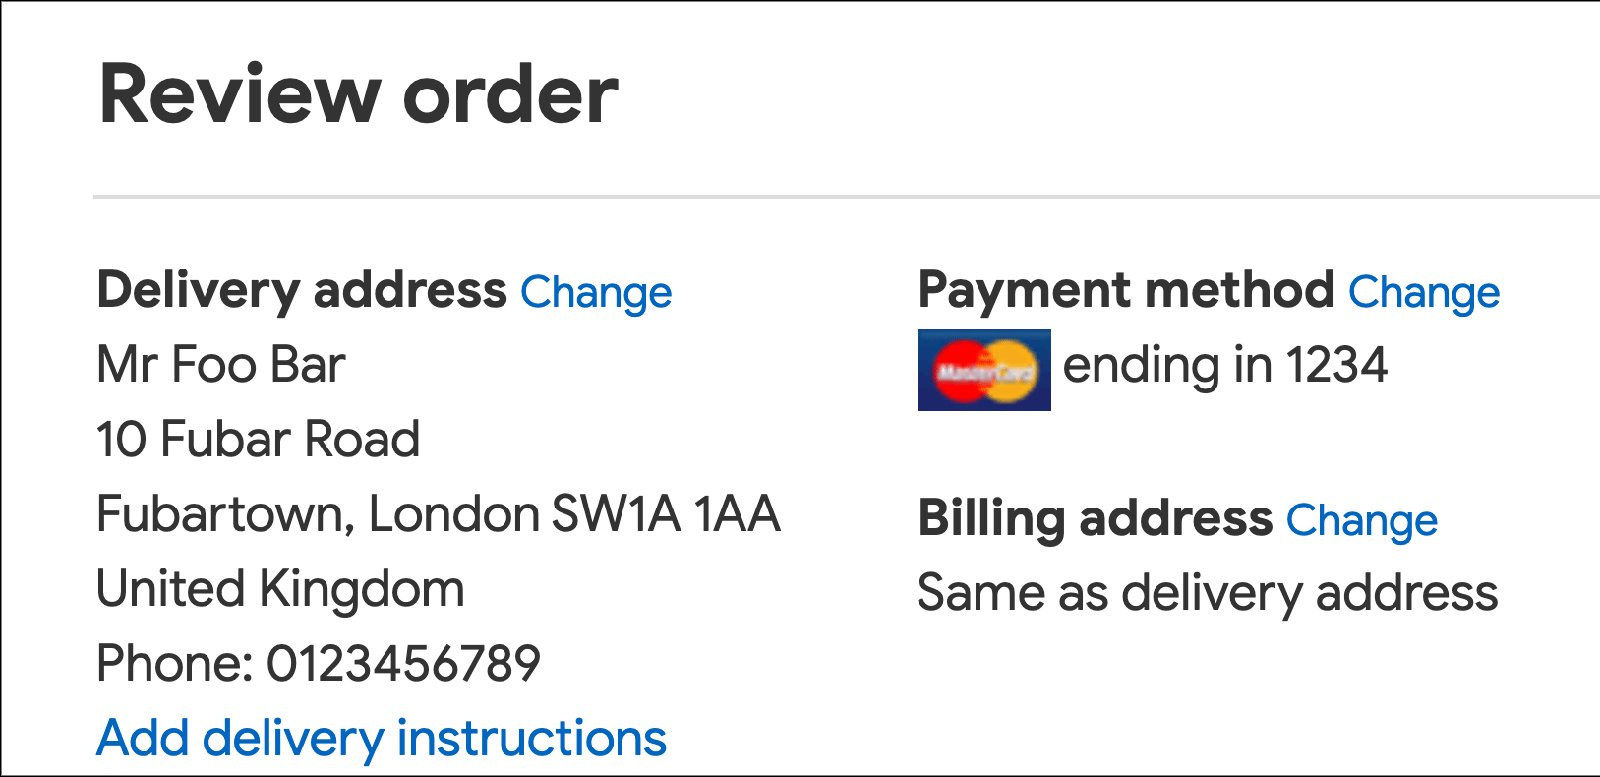 Review order
Delivery address Change
Mr Foo Bar
10 Fubar Road
Fubartown, London SW1A 1AA
United Kingdom
Phone: 0123456789
Add delivery instructions
Payment method Change
MasterCard ending in 1234
Billing address Change
Same as delivery address